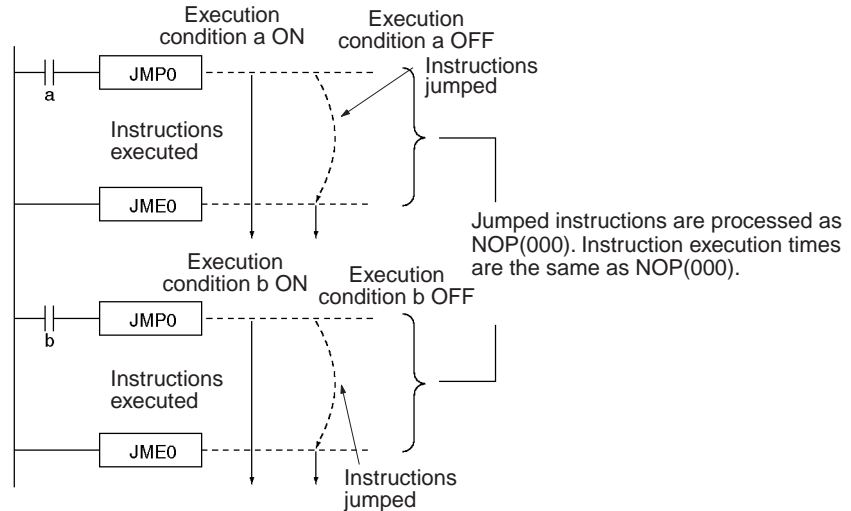 Execution
condition a ON
Execution
condition a OFF
JMP0
a
Instructions
jumped
Instructions
executed
JME0
Jumped instructions are processed as
NOP(000). Instruction execution times
are the same as NOP(000).
Execution
condition b ON
Execution
condition b OFF
JMP0
b
Instructions
executed
JME0
Instructions
jumped